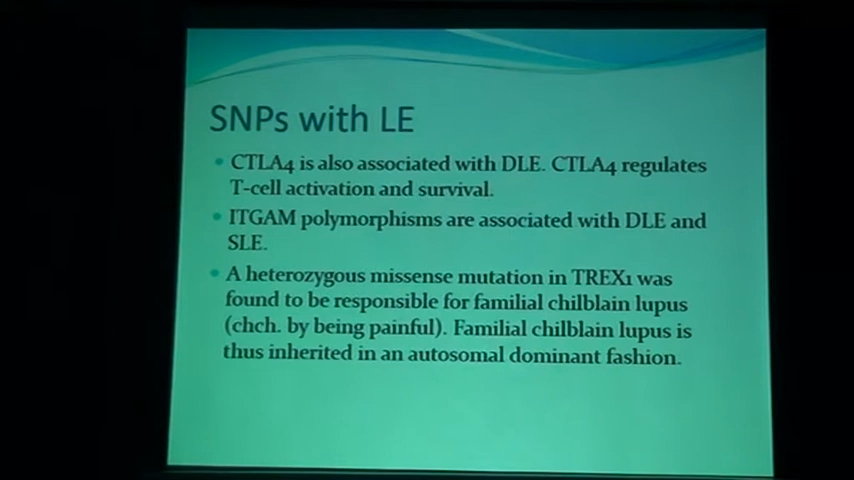 SNPs with LE
CTLA4 is also associated with DLE. CTLA4 regulates
T-cell activation and survival.
ITGAM polymorphisms are associated with DLE and
SLE.
A heterozygous missense mutation in TREX1 was
found to be responsible for familial chilblain lupus
(chch. by being painful). Familial chilblain lupus is
thus inherited in an autosomal dominant fashion.